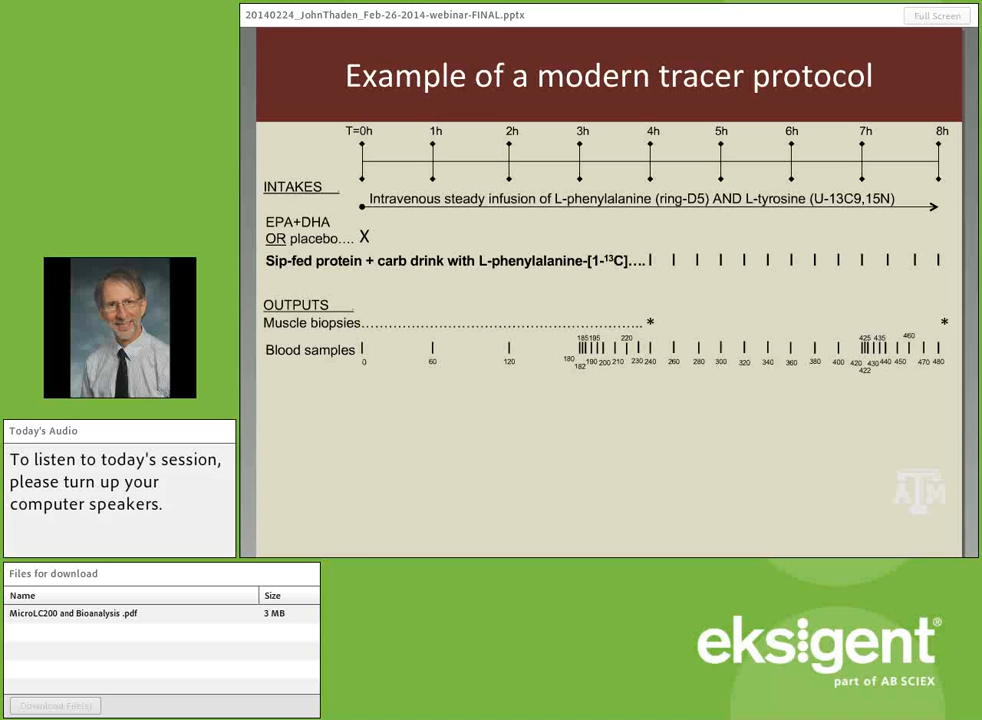 20140224_JohnThaden_Feb-26-2014-webinar-FINAL.pptx
Full Screen
Example of a modern tracer protocol
T=0h 1h 2h 3h 4h 5h 6h 7h 8h
INTAKES
Intravenous steady infusion of L-phenylalanine (ring-D5) AND L-tyrosine (U-13C9,15N)
EPA+DHA
OR placebo.... X
Sip-fed protein + carb drink with L-phenylalanine-[1-¹³C]....
OUTPUTS
Muscle biopsies................................................................ * *
185 195 220 425 435 460
Blood samples
0 60 120 180 190 200 210 230 240 260 280 300 320 340 360 380 400 420 430 440 450 470 480
182 422
ATM
Today's Audio
To listen to today's session,
please turn up your
computer speakers.
Files for download
Name Size
MicroLC200 and Bioanalysis .pdf 3 MB
Download File(s)
eksigent®
part of AB SCIEX